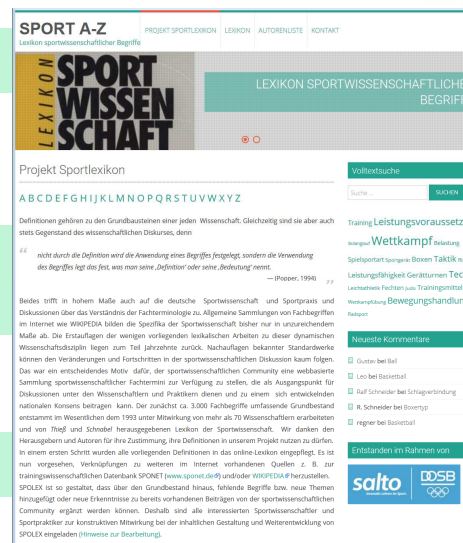 SPORT A-Z
Lexikon sportwissenschaftlicher Begriffe
PROJEKT SPORTLEXIKON LEXIKON AUTORENLISTE KONTAKT
LEXIKON
SPORT
WISSEN
SCHAFT
LEXIKON SPORTWISSENSCHAFTLICHE
BEGRIFF
Projekt Sportlexikon
A B C D E F G H I J K L M N O P Q R S T U V W X Y Z
Definitionen gehören zu den Grundbausteinen einer jeden Wissenschaft. Gleichzeitig sind sie aber auch
stets Gegenstand des wissenschaftlichen Diskurses, denn
nicht durch die Definition wird die Anwendung eines Begriffes festgelegt, sondern die Verwendung
des Begriffes legt das fest, was man seine ,Definition' oder seine ,Bedeutung' nennt.
— (Popper, 1994)
Beides trifft in hohem Maße auch auf die deutsche Sportwissenschaft und Sportpraxis und
Diskussionen über das Verständnis der Fachterminologie zu. Allgemeine Sammlungen von Fachbegriffen
im Internet wie WIKIPEDIA bilden die Spezifika der Sportwissenschaft bisher nur in unzureichendem
Maße ab. Die Erstauflagen der wenigen vorliegenden lexikalischen Arbeiten zu dieser dynamischen
Wissenschaftsdisziplin liegen zum Teil Jahrzehnte zurück. Nachauflagen bekannter Standardwerke
können den Veränderungen und Fortschritten in der sportwissenschaftlichen Diskussion kaum folgen.
Das war ein entscheidendes Motiv dafür, der sportwissenschaftlichen Community eine webbasierte
Sammlung sportwissenschaftlicher Fachtermini zur Verfügung zu stellen, die als Ausgangspunkt für
Diskussionen unter den Wissenschaftlern und Praktikern dienen und zu einem sich entwickelnden
nationalen Konsens beitragen kann. Der zunächst ca. 3.000 Fachbegriffe umfassende Grundbestand
entstammt im Wesentlichen dem 1993 unter Mitwirkung von mehr als 70 Wissenschaftlern erarbeiteten
und von Thieß und Schnabel herausgegebenen Lexikon der Sportwissenschaft. Wir danken den
Herausgebern und Autoren für ihre Zustimmung, ihre Definitionen in unserem Projekt nutzen zu dürfen.
In einem ersten Schritt wurden alle vorliegenden Definitionen in das online-Lexikon eingepflegt. Es ist
nun vorgesehen, Verknüpfungen zu weiteren im Internet vorhandenen Quellen z. B. zur
trainingswissenschaftlichen Datenbank SPONET (www.sponet.de) und/oder WIKIPEDIA herzustellen.
SPOLEX ist so gestaltet, dass über den Grundbestand hinaus, fehlende Begriffe bzw. neue Themen
hinzugefügt oder neue Erkenntnisse zu bereits vorhandenen Beiträgen von der sportwissenschaftlichen
Community ergänzt werden können. Deshalb sind alle interessierten Sportwissenschaftler und
Sportpraktiker zur konstruktiven Mitwirkung bei der inhaltlichen Gestaltung und Weiterentwicklung von
SPOLEX eingeladen (Hinweise zur Bearbeitung).
Volltextsuche
Suche ... SUCHEN
Training Leistungsvoraussetz
Wettkampf Belastung
Spielsportart Sportgerät Boxen Taktik
Leistungsfähigkeit Gerätturnen Tec
Leichtathletik Fechten Judo Trainingsmittel
Wettkampfübung Bewegungshandlun
Radsport
Neueste Kommentare
Gustav bei Ball
Leo bei Basketball
Ralf Schneider bei Schlagverbindung
R. Schneider bei Boxertyp
regner bei Basketball
Entstanden im Rahmen von
salto
DOSB